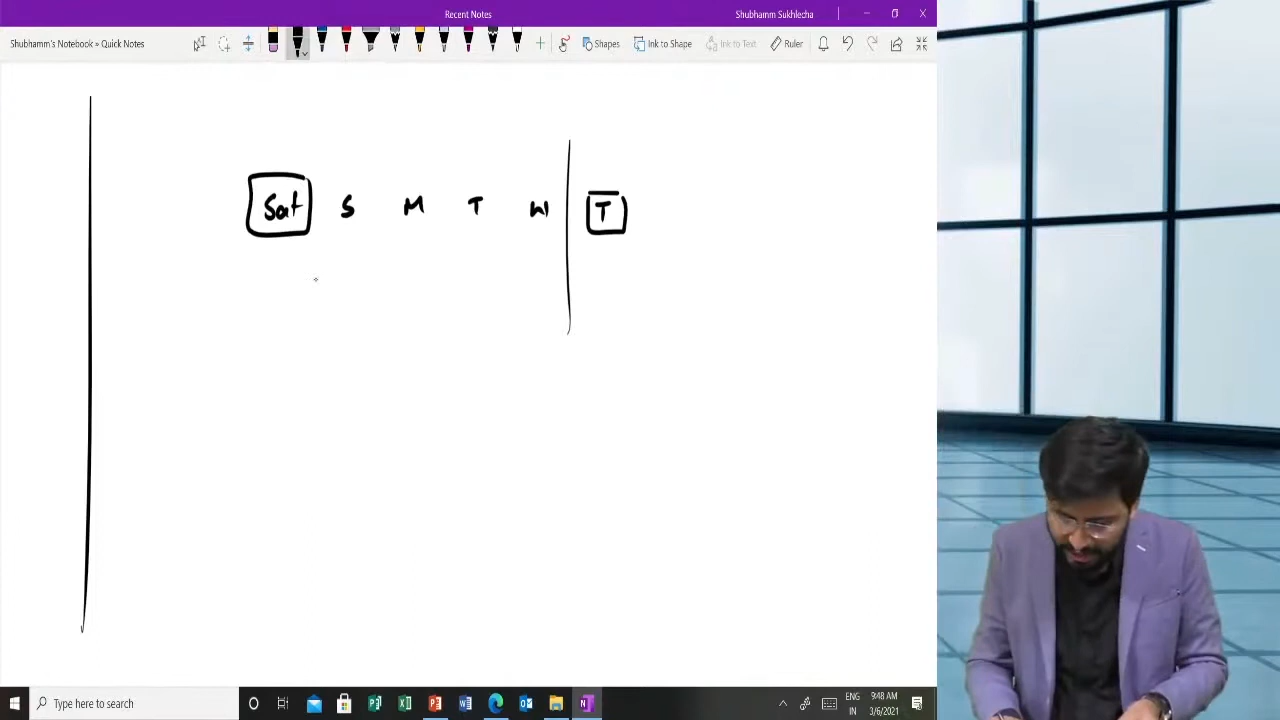 Recent Notes
Shubhamm Sukhlecha
Shubhamm's Notebook » Quick Notes
Shapes
Ink to Shape
Ink to Text
Ruler
Sat S M T W T
Type here to search
ENG
IN
9:48 AM
3/6/2021